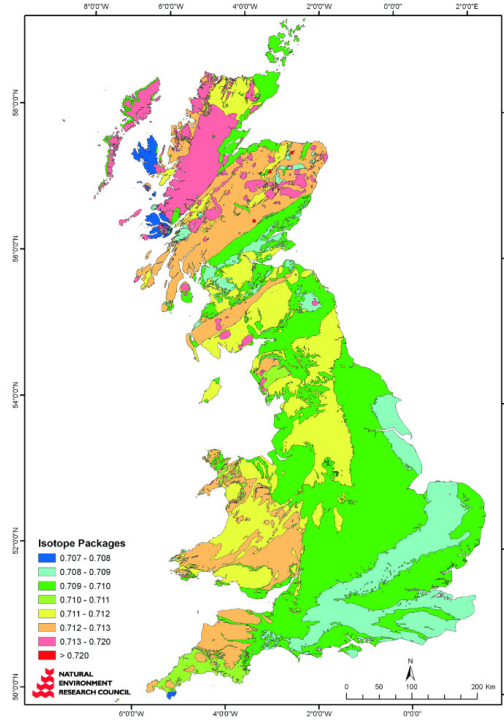 6°0'0"W 4°0'0"W 2°0'0"W 0°0'0" 2°0'0"E
58°0'0"N
56°0'0"N
54°0'0"N
52°0'0"N
50°0'0"N
Isotope Packages
0.707 - 0.708
0.708 - 0.709
0.709 - 0.710
0.710 - 0.711
0.711 - 0.712
0.712 - 0.713
0.713 - 0.720
> 0.720
NATURAL
ENVIRONMENT
RESEARCH COUNCIL
N
0 50 100 200 Km
6°0'0"W 4°0'0"W 2°0'0"W 0°0'0"